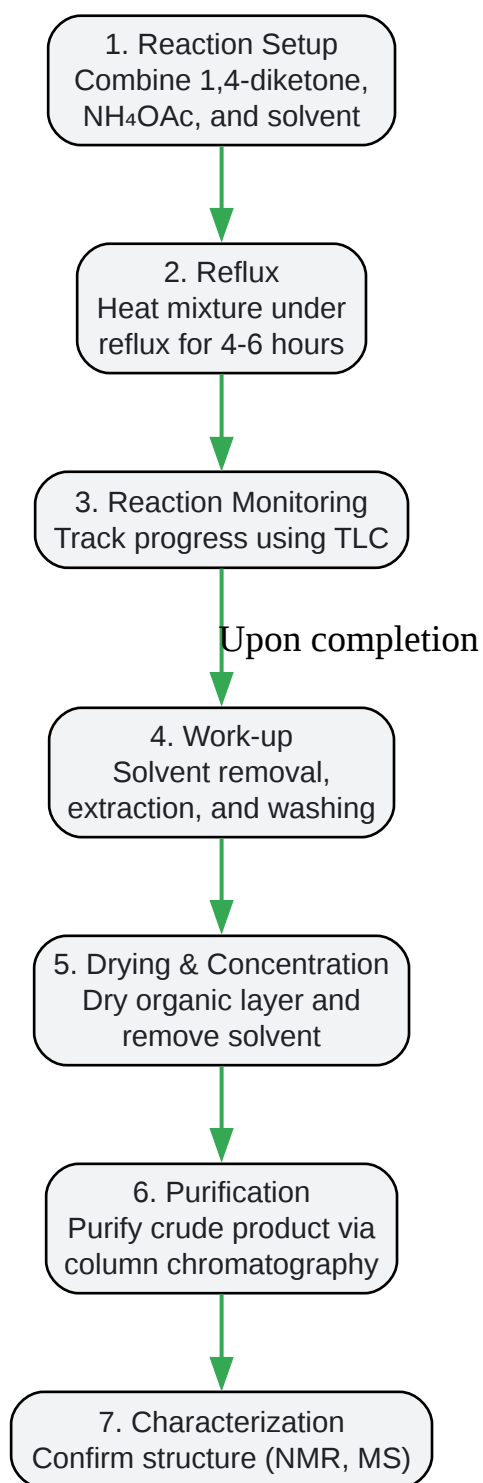 1. Reaction Setup
Combine 1,4-diketone,
NH₄OAc, and solvent
2. Reflux
Heat mixture under
reflux for 4-6 hours
3. Reaction Monitoring
Track progress using TLC
Upon completion
4. Work-up
Solvent removal,
extraction, and washing
5. Drying & Concentration
Dry organic layer and
remove solvent
6. Purification
Purify crude product via
column chromatography
7. Characterization
Confirm structure (NMR, MS)